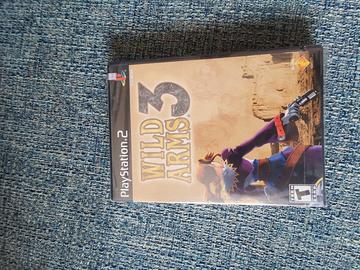 PlayStation®2
WILD
ARMS
3
T